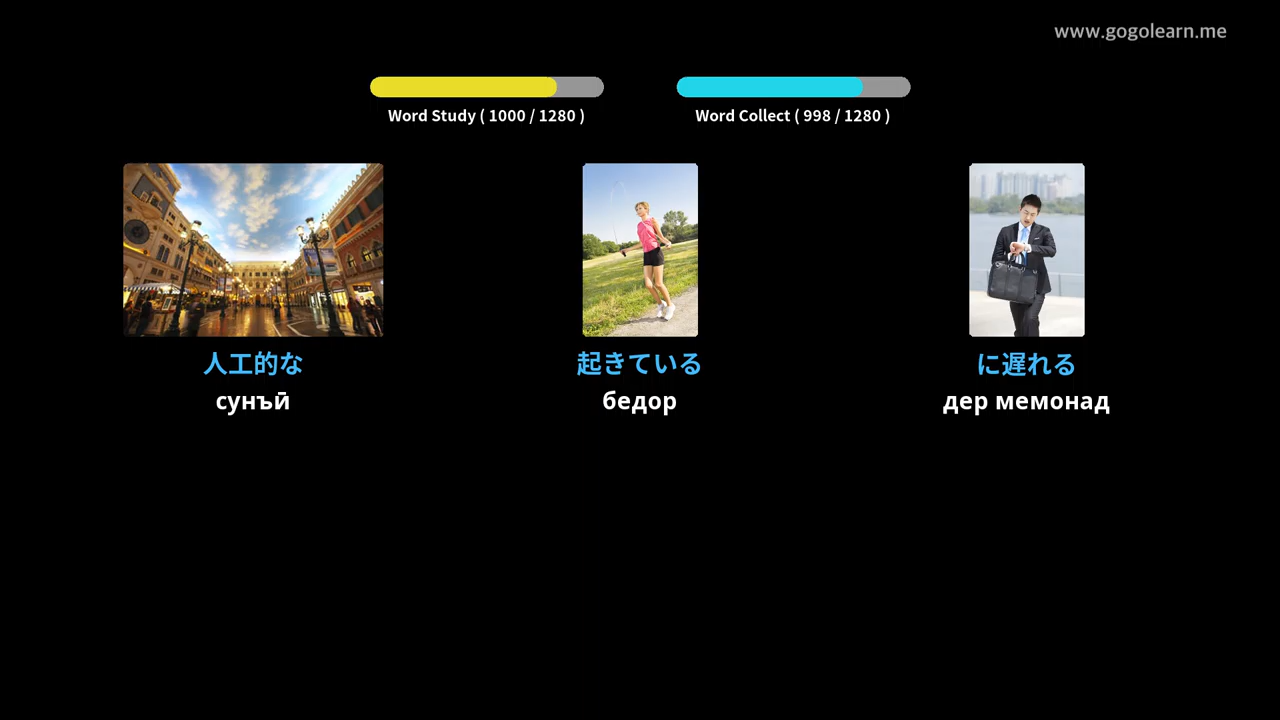 www.gogolearn.me
Word Study ( 1000 / 1280 )
Word Collect ( 998 / 1280 )
人工的な
起きている
に遅れる
сунъӣ
бедор
дер мемонад